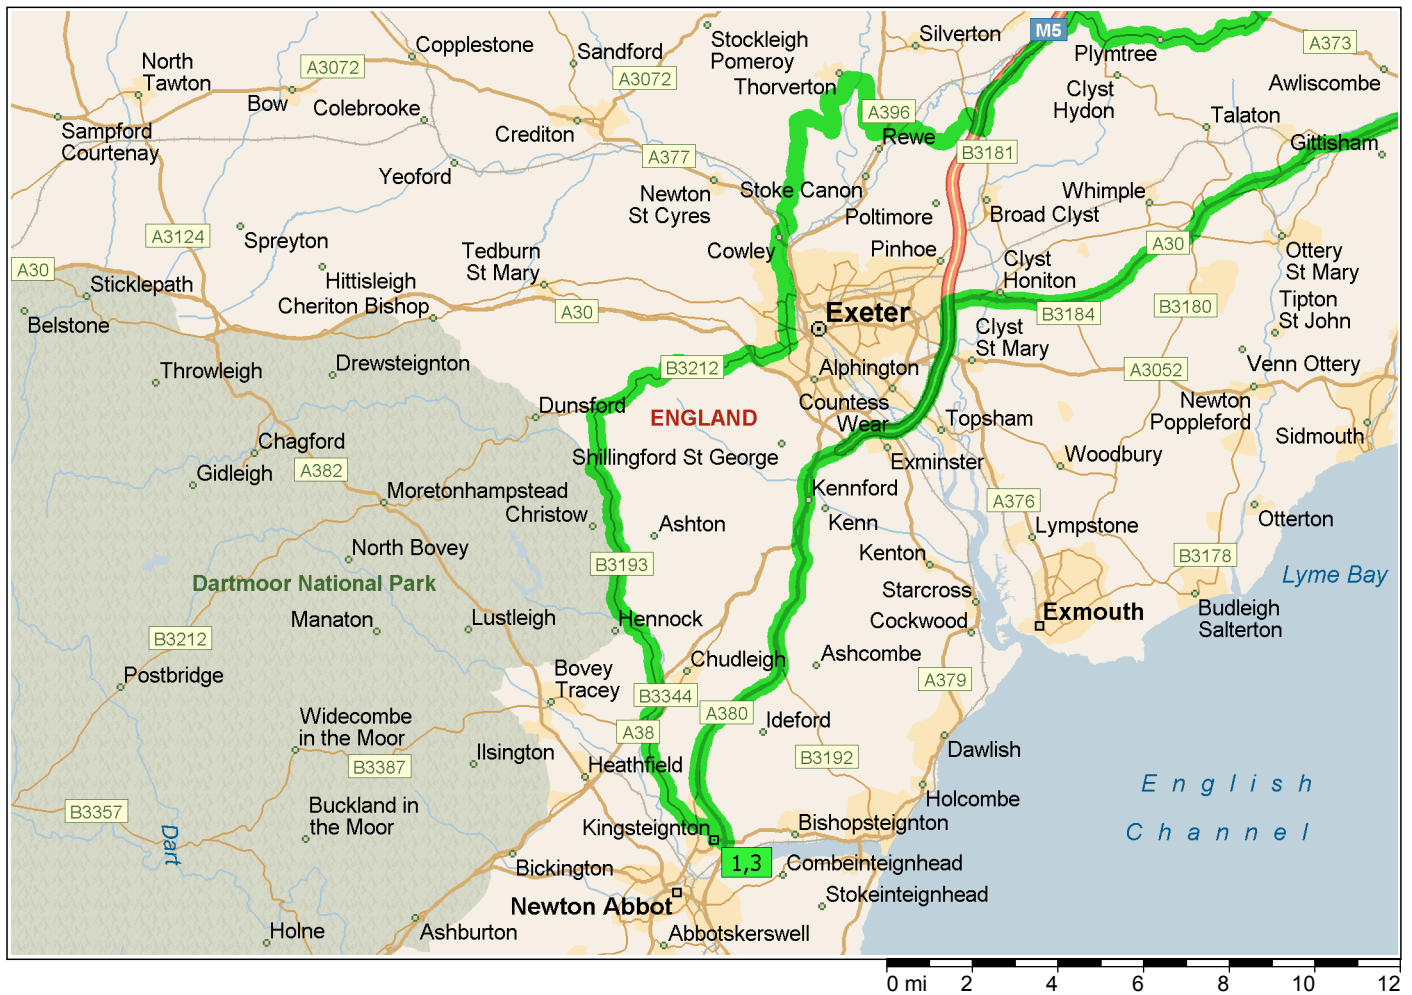 M5
Silverton
Copplestone
Sandford
Stockleigh
Pomeroy
Plymtree
A373
North
Tawton
A3072
A3072
Thorverton
Clyst
Hydon
Awliscombe
Bow
Colebrooke
A396
Talaton
Sampford
Courtenay
Crediton
Rewe
Gittisham
A377
B3181
Yeoford
Newton
St Cyres
Stoke Canon
Whimple
Poltimore
Broad Clyst
A3124
Spreyton
Tedburn
St Mary
Cowley
Pinhoe
A30
Ottery
St Mary
A30
Sticklepath
Hittisleigh
Clyst
Honiton
Cheriton Bishop
A30
Exeter
B3184
B3180
Tipton
St John
Belstone
Clyst
St Mary
Throwleigh
Drewsteignton
B3212
Alphington
A3052
Venn Ottery
Dunsford
ENGLAND
Countess
Wear
Topsham
Newton
Poppleford
Sidmouth
Chagford
Gidleigh
A382
Shillingford St George
Exminster
Woodbury
Moretonhampstead
Kennford
A376
Christow
Ashton
Kenn
Lympstone
Otterton
North Bovey
B3193
Kenton
B3178
Lyme Bay
Dartmoor National Park
Starcross
Exmouth
Budleigh
Salterton
Manaton
Lustleigh
Hennock
Cockwood
B3212
Postbridge
Bovey
Tracey
Chudleigh
Ashcombe
A379
B3344
Widecombe
in the Moor
A38
A380
Ideford
Ilsington
B3192
Dawlish
B3387
Heathfield
English
Channel
Holcombe
B3357
Buckland in
the Moor
Dart
Kingsteignton
Bishopsteignton
1,3
Combeinteignhead
Bickington
Newton Abbot
Stokeinteignhead
Holne
Ashburton
Abbotskerswell
0 mi 2 4 6 8 10 12